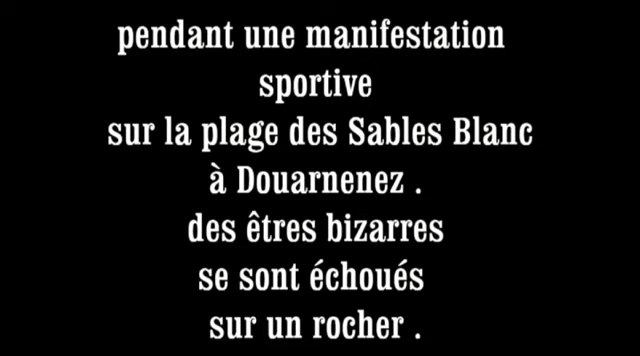 pendant une manifestation
sportive
sur la plage des Sables Blanc
à Douarnenez .
des êtres bizarres
se sont échoués
sur un rocher .